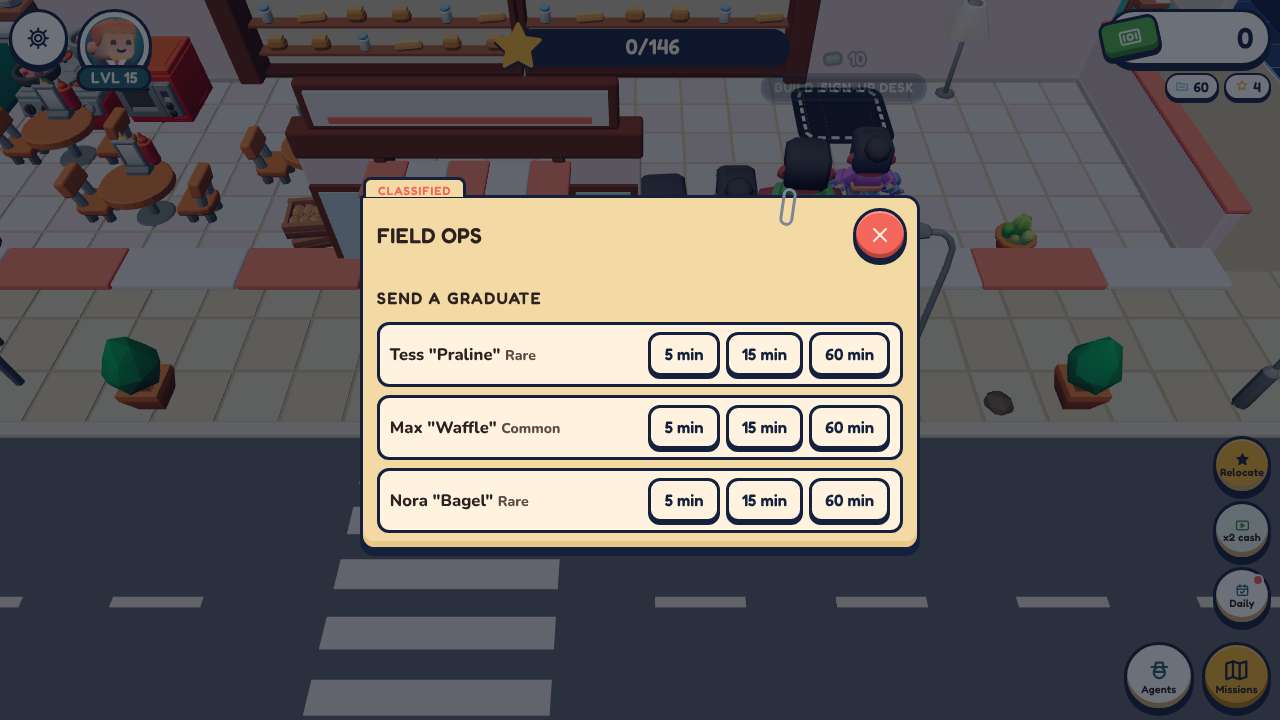 LVL 15
0/146
10
BUILD SIGN UP DESK
0
60
4
CLASSIFIED
FIELD OPS
SEND A GRADUATE
Tess "Praline" Rare
5 min
15 min
60 min
Max "Waffle" Common
5 min
15 min
60 min
Nora "Bagel" Rare
5 min
15 min
60 min
Relocate
x2 cash
Daily
Agents
Missions